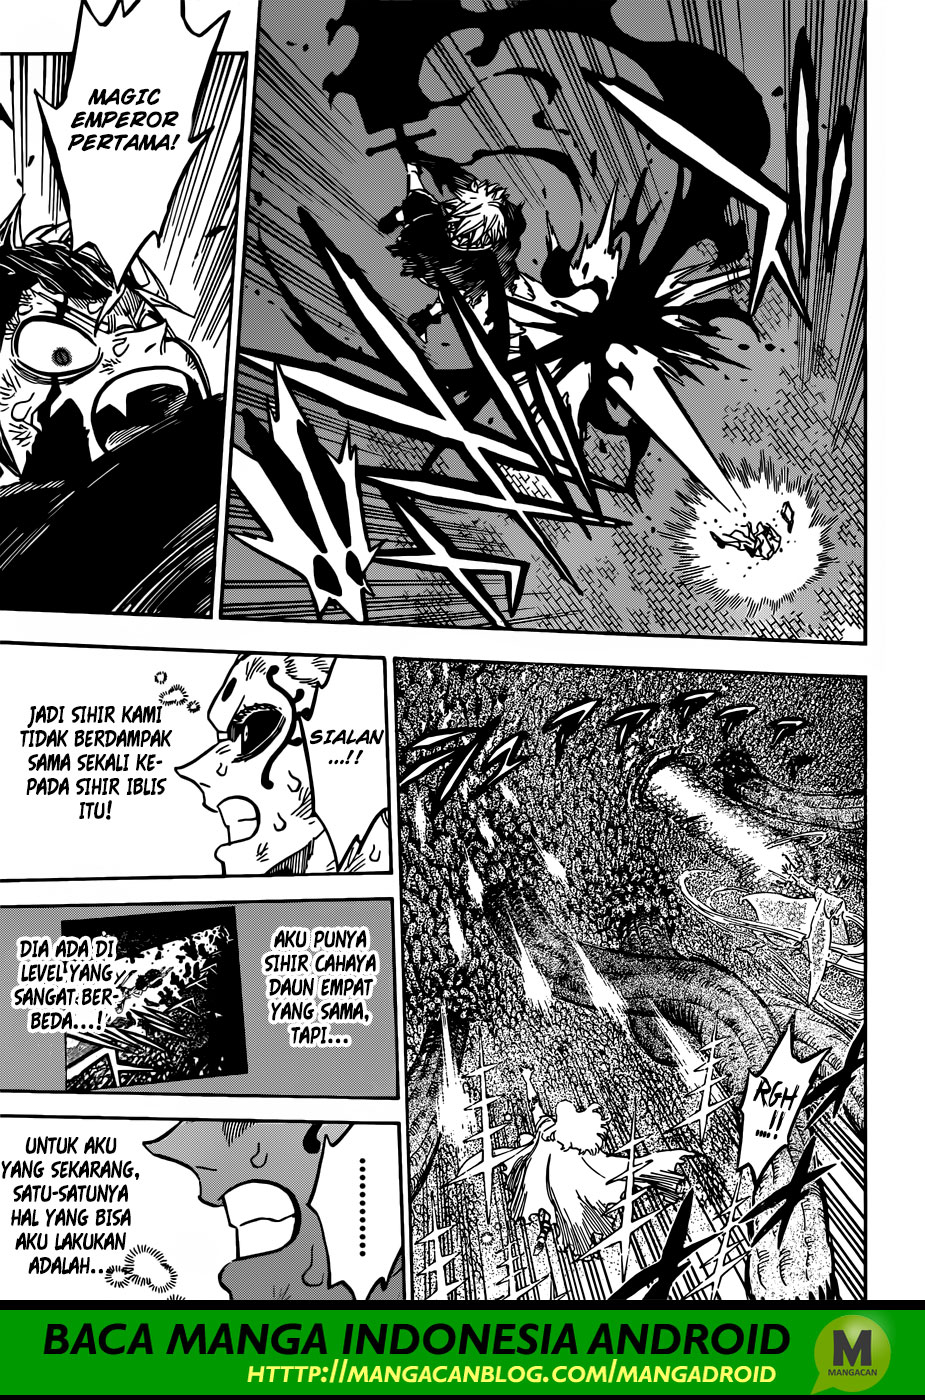 MAGIC
EMPEROR
PERTAMA!
SIALAN
...!!
JADI SIHIR KAMI
TIDAK BERDAMPAK
SAMA SEKALI KE-
PADA SIHIR IBLIS
ITU!
AKU PUNYA
SIHIR CAHAYA
DAUN EMPAT
YANG SAMA,
TAPI...
DIA ADA DI
LEVEL YANG
SANGAT BER-
BEDA...!
RGH
....!!
UNTUK AKU
YANG SEKARANG,
SATU-SATUNYA
HAL YANG BISA
AKU LAKUKAN
ADALAH...
BACA MANGA INDONESIA ANDROID
HTTTP://MANGACANBLOG.COM/MANGADROID
M
MANGACAN